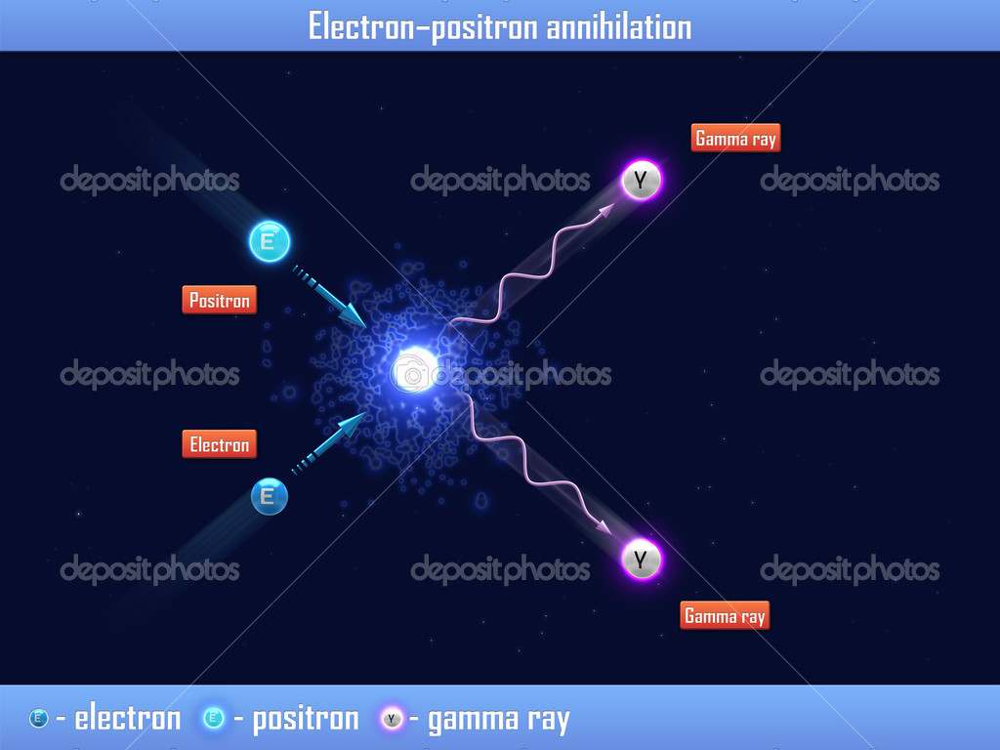 Electron-positron annihilation
Gamma ray
depositphotos depositphotos depositphotos
Y
E
Positron
depositphotos depositphotos depositphotos
Electron
E
depositphotos depositphotos depositphotos
Y
Gamma ray
E - electron E - positron Y - gamma ray